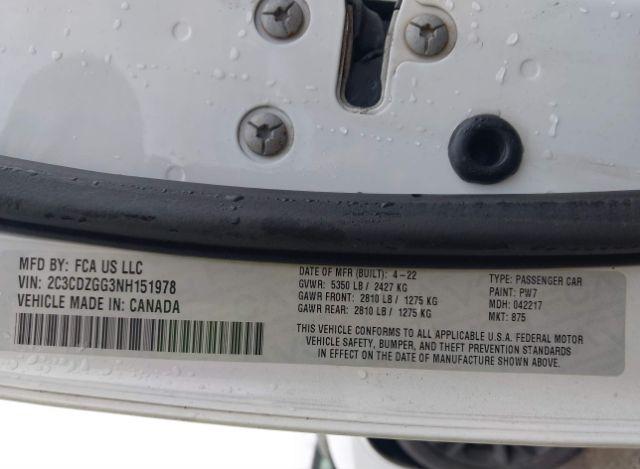 MFD BY: FCA US LLC
VIN: 2C3CDZGG3NH151978
VEHICLE MADE IN: CANADA
DATE OF MFR (BUILT): 4-22
GVWR: 5350 LB / 2427 KG
GAWR FRONT: 2810 LB / 1275 KG
GAWR REAR: 2810 LB / 1275 KG
TYPE: PASSENGER CAR
PAINT: PW7
MDH: 042217
MKT: 875
THIS VEHICLE CONFORMS TO ALL APPLICABLE U.S.A. FEDERAL MOTOR
VEHICLE SAFETY, BUMPER, AND THEFT PREVENTION STANDARDS
IN EFFECT ON THE DATE OF MANUFACTURE SHOWN ABOVE.